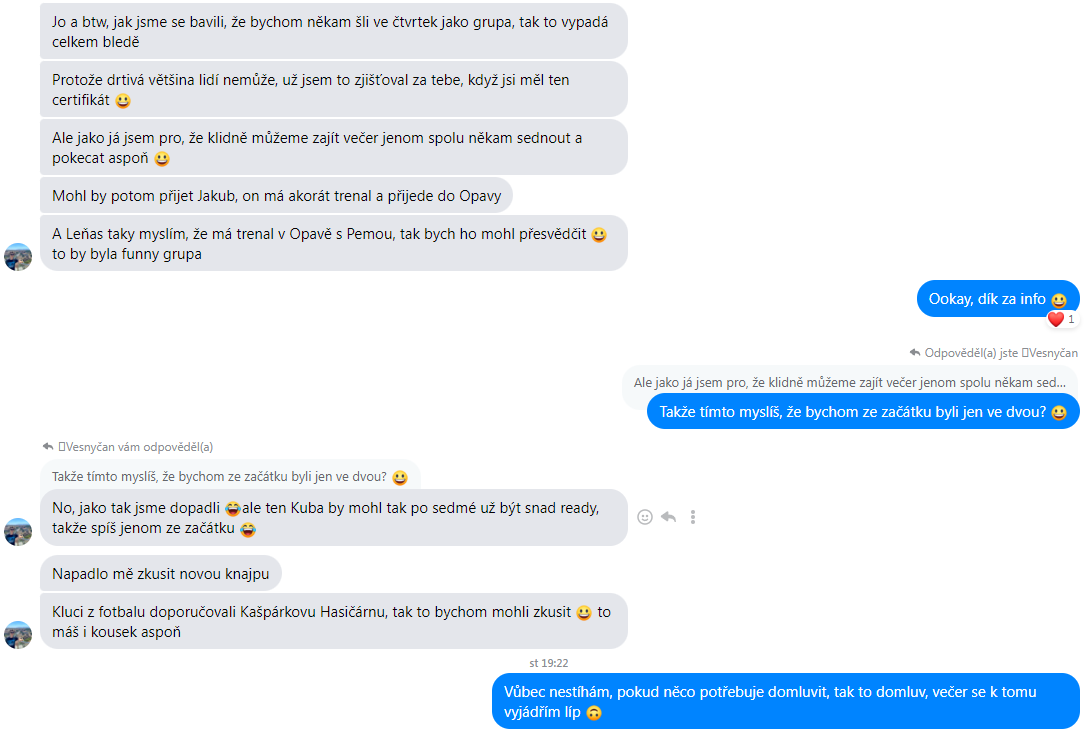 Jo a btw, jak jsme se bavili, že bychom někam šli ve čtvrtek jako grupa, tak to vypadá
celkem bledě
Protože drtivá většina lidí nemůže, už jsem to zjišťoval za tebe, když jsi měl ten
certifikát 😀
Ale jako já jsem pro, že klidně můžeme zajít večer jenom spolu někam sednout a
pokecat aspoň 😀
Mohl by potom přijet Jakub, on má akorát trenal a přijede do Opavy
A Leňas taky myslím, že má trenal v Opavě s Pemou, tak bych ho mohl přesvědčit 😀
to by byla funny grupa
Ookay, dík za info 😀
❤️ 1
Odpověděl(a) jste Vesnyčan
Ale jako já jsem pro, že klidně můžeme zajít večer jenom spolu někam sed...
Takže tímto myslíš, že bychom ze začátku byli jen ve dvou? 😀
Vesnyčan vám odpověděl(a)
Takže tímto myslíš, že bychom ze začátku byli jen ve dvou? 😀
No, jako tak jsme dopadli 😂ale ten Kuba by mohl tak po sedmé už být snad ready,
takže spíš jenom ze začátku 😂
Napadlo mě zkusit novou knajpu
Kluci z fotbalu doporučovali Kašpárkovu Hasičárnu, tak to bychom mohli zkusit 😀 to
máš i kousek aspoň
st 19:22
Vůbec nestíhám, pokud něco potřebuje domluvit, tak to domluv, večer se k tomu
vyjádřím líp 🙃